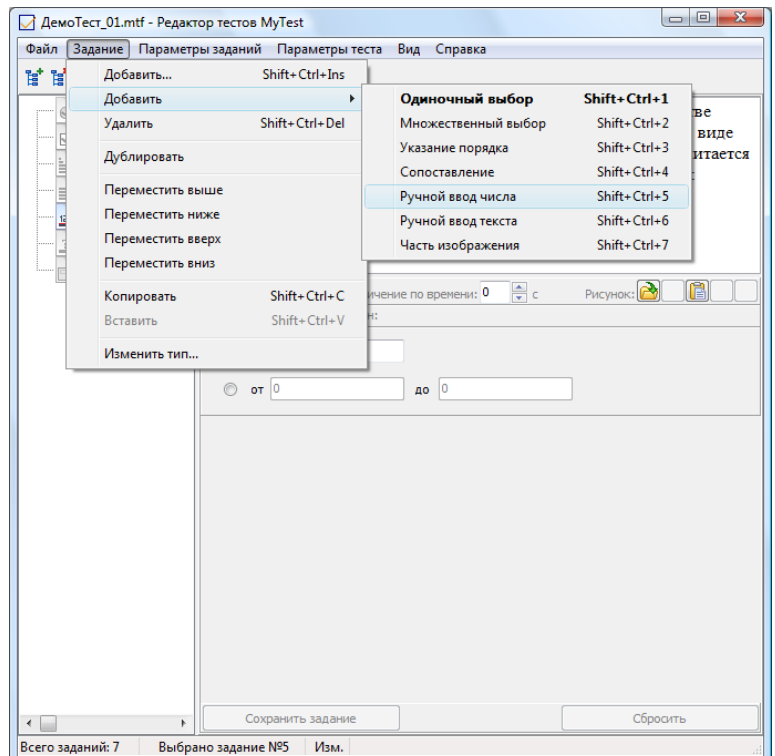 ДемоТест_01.mtf - Редактор тестов MyTest
Файл Задание Параметры заданий Параметры теста Вид Справка
Добавить... Shift+Ctrl+Ins
Добавить
Удалить Shift+Ctrl+Del
Дублировать
Переместить выше
Переместить ниже
Переместить вверх
Переместить вниз
Копировать Shift+Ctrl+C
Вставить Shift+Ctrl+V
Изменить тип...
Одиночный выбор Shift+Ctrl+1
Множественный выбор Shift+Ctrl+2
Указание порядка Shift+Ctrl+3
Сопоставление Shift+Ctrl+4
Ручной ввод числа Shift+Ctrl+5
Ручной ввод текста Shift+Ctrl+6
Часть изображения Shift+Ctrl+7
ве
виде
итается
ичение по времени: 0 с Рисунок:
н:
от 0 до 0
Сохранить задание Сбросить
Всего заданий: 7 Выбрано задание №5 Изм.